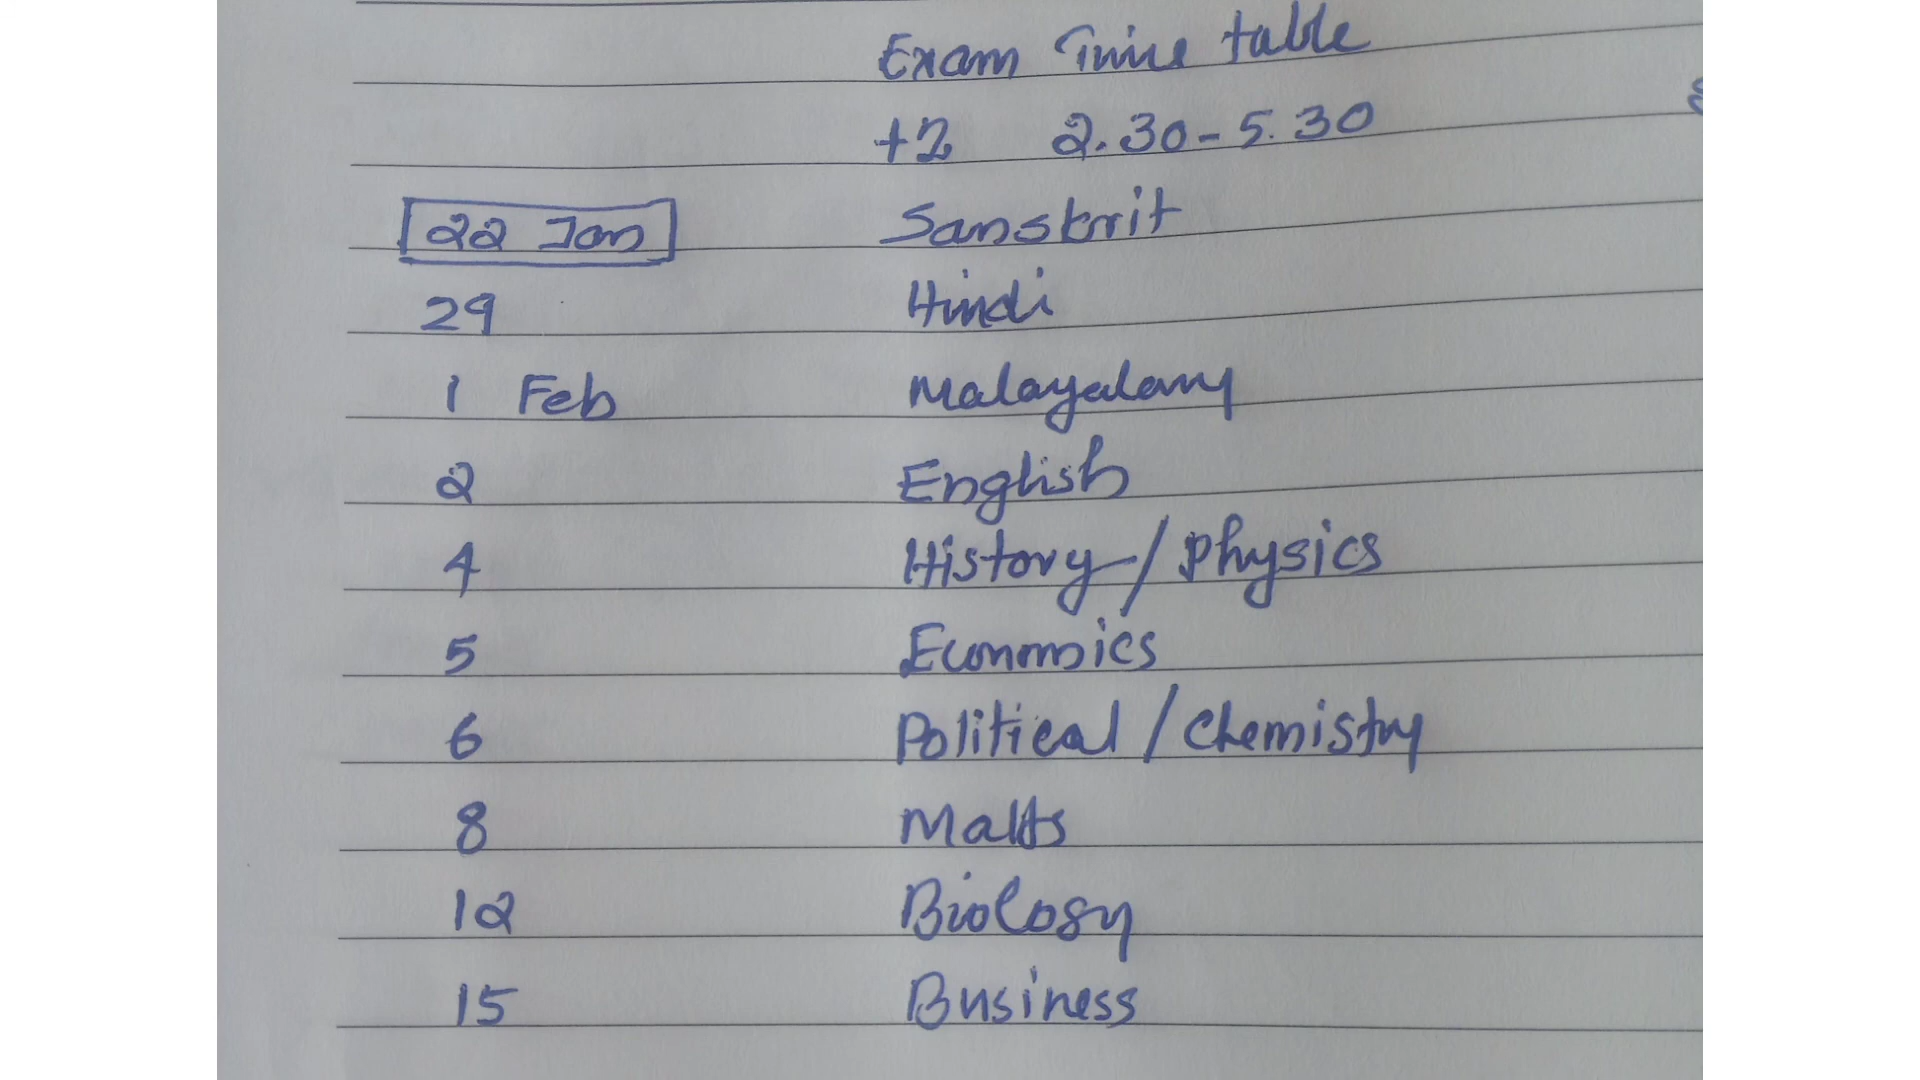 Exam Time table
+2 2.30-5.30
22 Jan Sanskrit
29 Hindi
1 Feb Malayalam
2 English
4 History/Physics
5 Economics
6 Political/Chemistry
8 Maths
12 Biology
15 Business